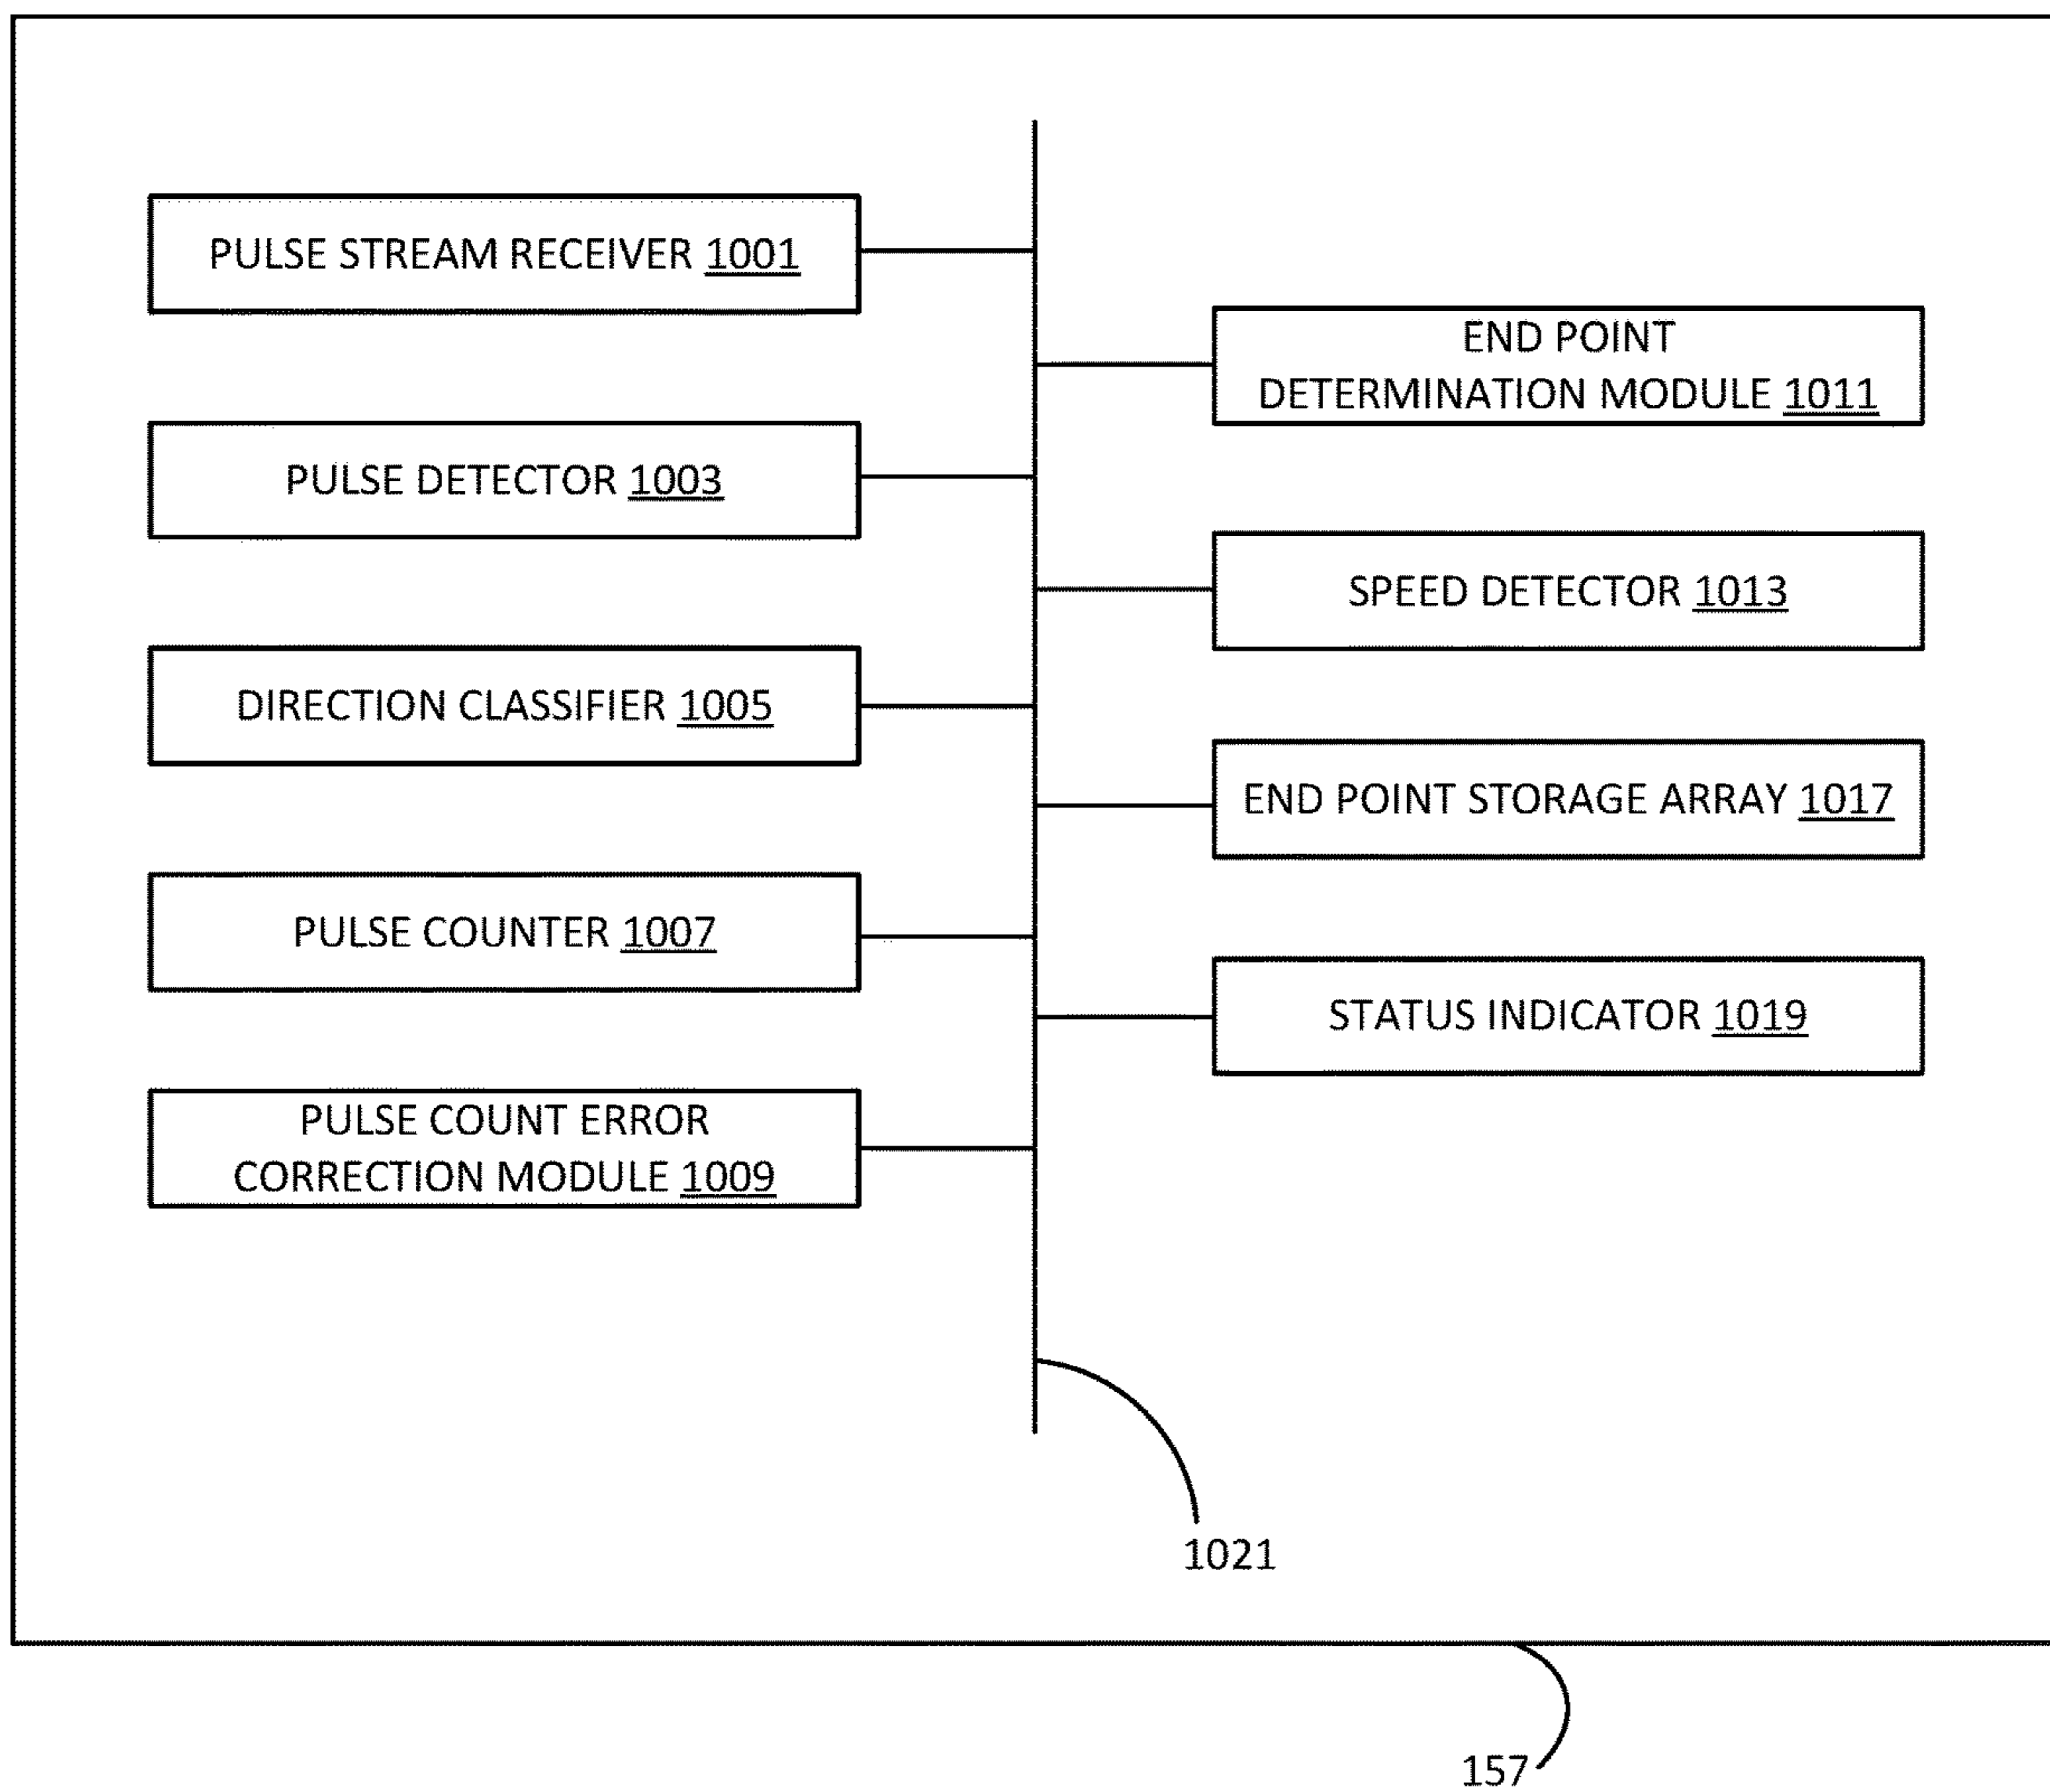 PULSE STREAM RECEIVER 1001
PULSE DETECTOR 1003
DIRECTION CLASSIFIER 1005
PULSE COUNTER 1007
PULSE COUNT ERROR
CORRECTION MODULE 1009
END POINT
DETERMINATION MODULE 1011
SPEED DETECTOR 1013
END POINT STORAGE ARRAY 1017
STATUS INDICATOR 1019
1021
157